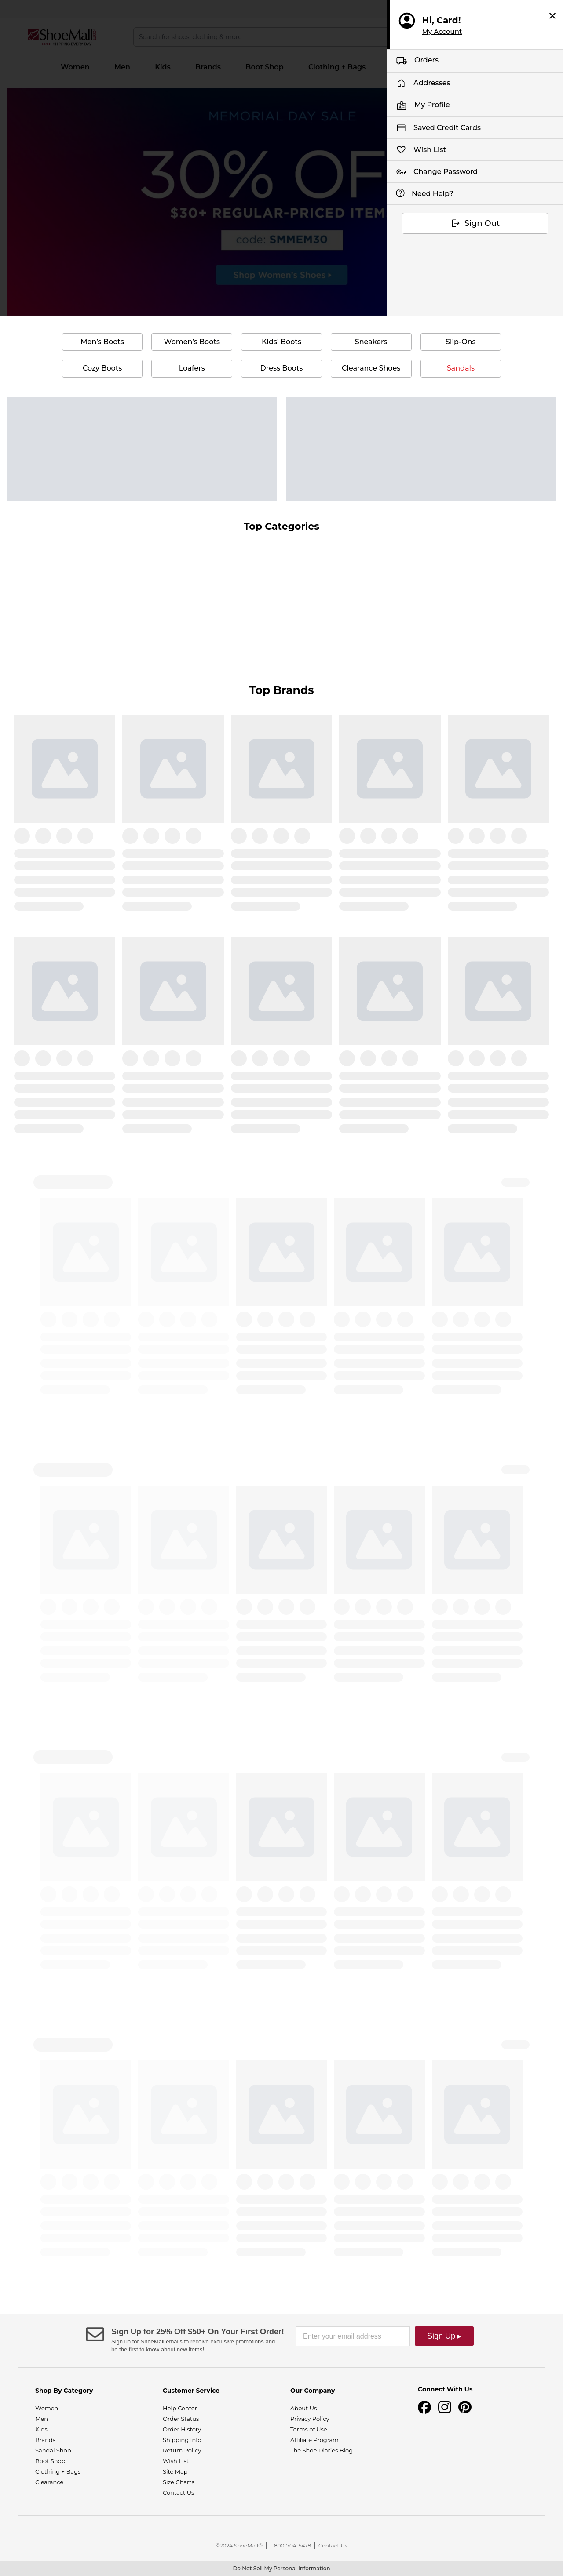 ShoeMall
Search for shoes, clothing & more
Women
Men
Kids
Brands
Boot Shop
Clothing + Bags
MEMORIAL DAY SALE
30% OF
$30+ REGULAR-PRICED ITEM
code: SMMEM30
Shop Women's Shoes
Hi, Card!
My Account
Orders
Addresses
My Profile
Saved Credit Cards
Wish List
Change Password
Need Help?
Sign Out
Men's Boots
Women's Boots
Kids' Boots
Sneakers
Slip-Ons
Cozy Boots
Loafers
Dress Boots
Clearance Shoes
Sandals
Top Categories
Top Brands
Sign Up for 25% Off $50+ On Your First Order!
Sign up for ShoeMall emails to receive exclusive promotions and
be the first to know about new items!
Enter your email address
Sign Up ▸
Shop By Category
Women
Men
Kids
Brands
Sandal Shop
Boot Shop
Clothing + Bags
Clearance
Customer Service
Help Center
Order Status
Order History
Shipping Info
Return Policy
Wish List
Site Map
Size Charts
Contact Us
Our Company
About Us
Privacy Policy
Terms of Use
Affiliate Program
The Shoe Diaries Blog
Connect With Us
©2024 ShoeMall® | 1-800-704-5478 | Contact Us
Do Not Sell My Personal Information